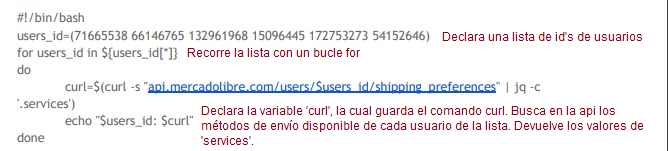 #!/bin/bash
users_id=(71665538 66146765 132961968 15096445 172753273 54152646) Declara una lista de id's de usuarios
for users_id in ${users_id[*]} Recorre la lista con un bucle for
do
curl=$(curl -s "api.mercadolibre.com/users/$users_id/shipping_preferences" | jq -c
'.services')
echo "$users_id: $curl"
done
Declara la variable 'curl', la cual guarda el comando curl. Busca en la api los
métodos de envío disponible de cada usuario de la lista. Devuelve los valores de
'services'.